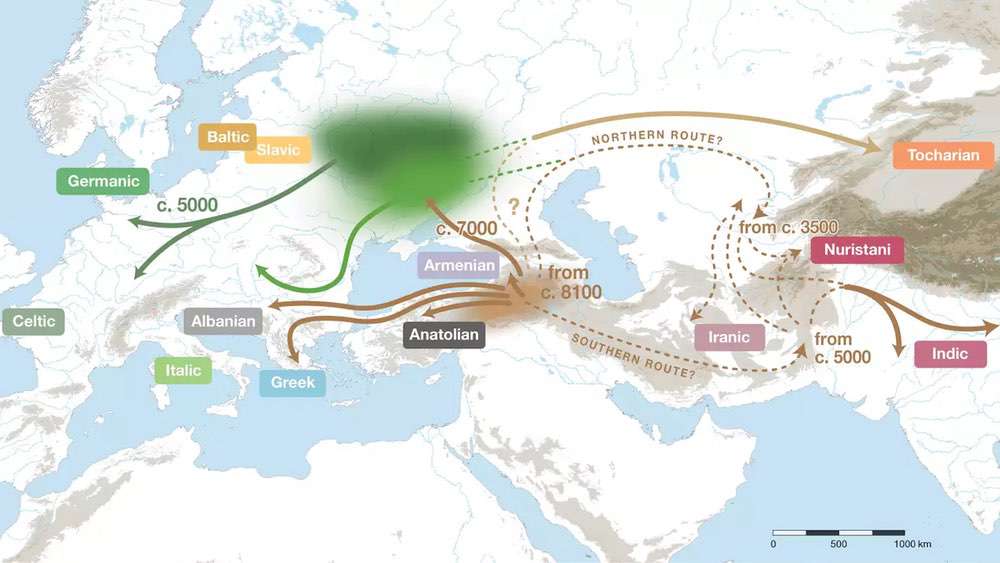 NORTHERN ROUTE?
Baltic
Slavic
Tocharian
Germanic
c. 5000
?
c. 7000
from c. 3500
Nuristani
Armenian
from
c. 8100
Celtic
Albanian
Anatolian
Iranic
from
c. 5000
SOUTHERN ROUTE?
Indic
Italic
Greek
0 500 1000 km